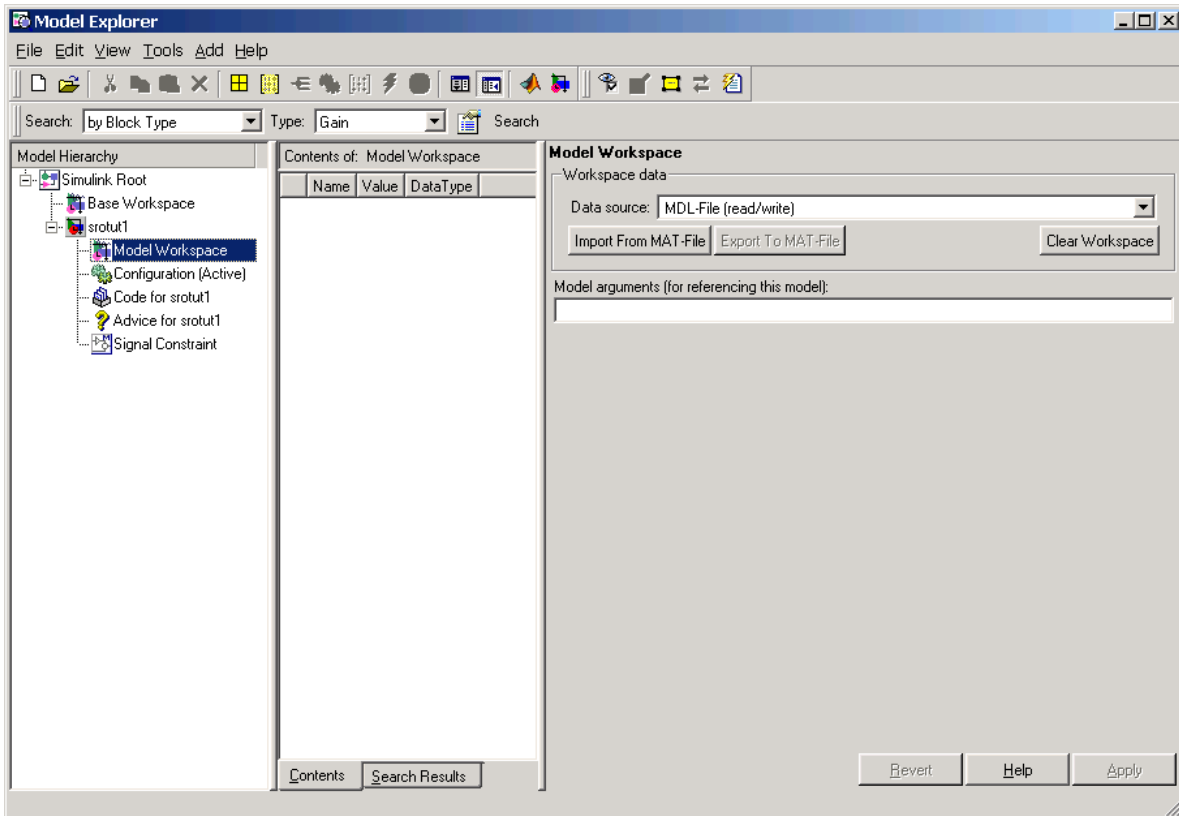 Model Explorer
File Edit View Tools Add Help
Search: by Block Type Type: Gain Search
Model Hierarchy
Simulink Root
Base Workspace
srotut1
Model Workspace
Configuration (Active)
Code for srotut1
Advice for srotut1
Signal Constraint
Contents of: Model Workspace
Name Value DataType
Contents Search Results
Model Workspace
Workspace data
Data source: MDL-File (read/write)
Import From MAT-File Export To MAT-File Clear Workspace
Model arguments (for referencing this model):
Revert Help Apply